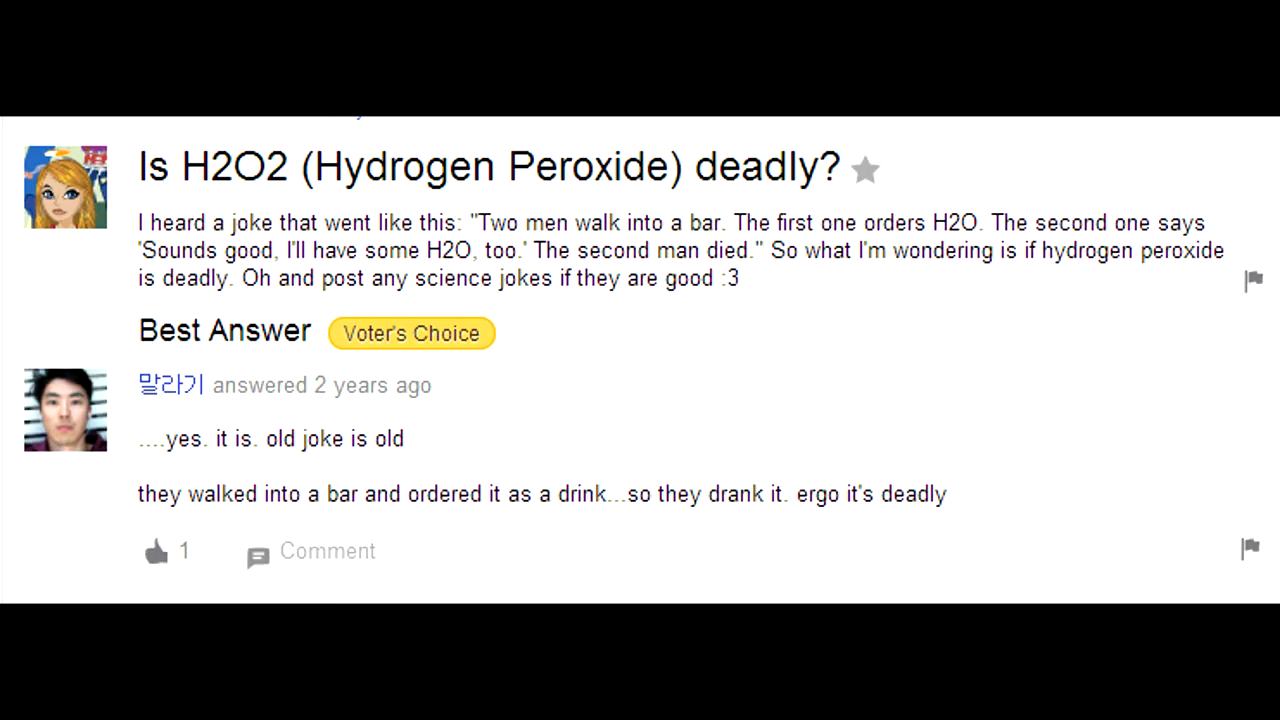 Is H2O2 (Hydrogen Peroxide) deadly?
I heard a joke that went like this: "Two men walk into a bar. The first one orders H2O. The second one says
'Sounds good, I'll have some H2O, too.' The second man died." So what I'm wondering is if hydrogen peroxide
is deadly. Oh and post any science jokes if they are good :3
Best Answer Voter's Choice
말라기 answered 2 years ago
....yes. it is. old joke is old
they walked into a bar and ordered it as a drink...so they drank it. ergo it's deadly
1 Comment